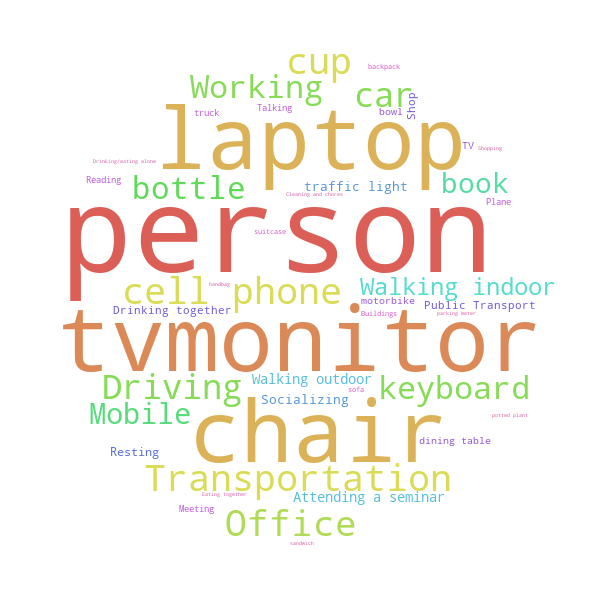 cup
backpack
Working
car
Shop
truck
Talking
bowl
laptop
TV
Shopping
Drinking/eating alone
Reading
bottle
traffic light
book
Cleaning and chores
Plane
person
suitcase
cell phone
handbag
Walking indoor
motorbike
Public Transport
Drinking together
Buildings
parking meter
tvmonitor
Driving
Walking outdoor
sofa
keyboard
Mobile
Socializing
chair
potted plant
Resting
dining table
Transportation
Eating together
Attending a seminar
Meeting
Office
sandwich